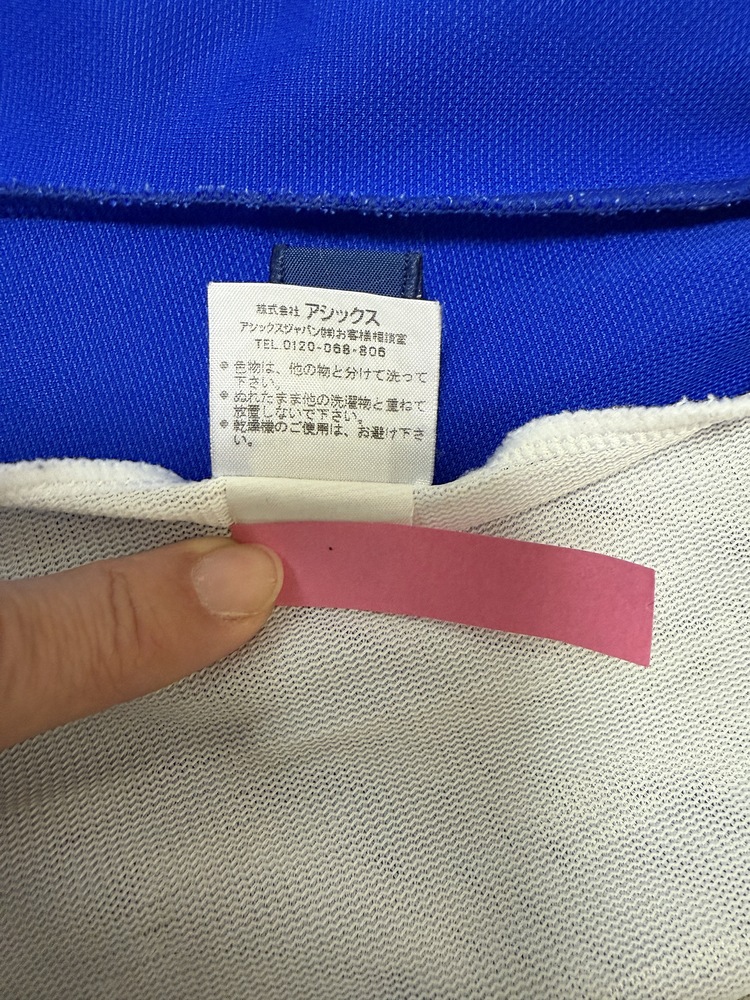 株式会社 アシックス
アシックスジャパン㈱お客様相談室
TEL.0120-068-806
※色物は、他の物と分けて洗って
下さい。
※ぬれたまま他の洗濯物と重ねて
放置しないで下さい。
※乾燥機のご使用は、お避け下さ
い。